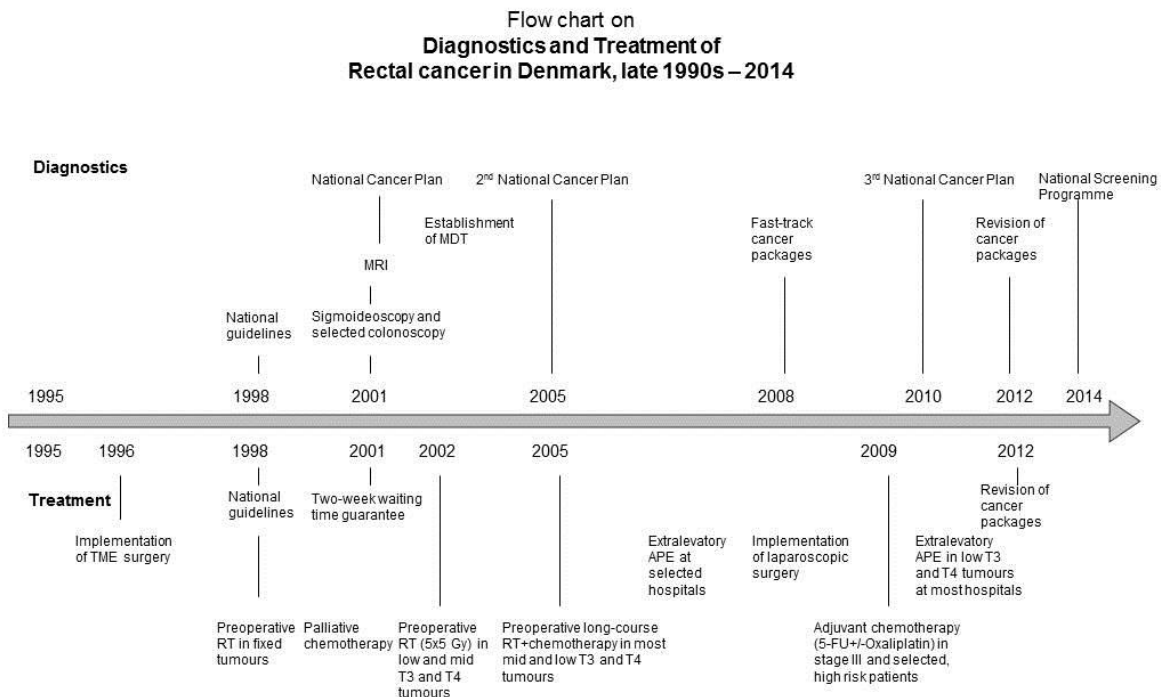 Flow chart on
Diagnostics and Treatment of
Rectal cancer in Denmark, late 1990s – 2014
Diagnostics
National Cancer Plan
2nd National Cancer Plan
3rd National Cancer Plan
National Screening
Programme
Establishment
of MDT
Fast-track
cancer
packages
Revision of
cancer
packages
MRI
National
guidelines
Sigmoideoscopy and
selected colonoscopy
1995
1998
2001
2005
2008
2010
2012
2014
1995
1996
1998
2001
2002
2005
2009
2012
Treatment
National
guidelines
Two-week waiting
time guarantee
Revision of
cancer
packages
Implementation
of TME surgery
Extralevatory
APE at
selected
hospitals
Implementation
of laparoscopic
surgery
Extralevatory
APE in low T3
and T4 tumours
at most hospitals
Preoperative
RT in fixed
tumours
Palliative
chemotherapy
Preoperative
RT (5x5 Gy) in
low and mid
T3 and T4
tumours
Preoperative long-course
RT+chemotherapy in most
mid and low T3 and T4
tumours
Adjuvant chemotherapy
(5-FU+/-Oxaliplatin) in
stage III and selected,
high risk patients